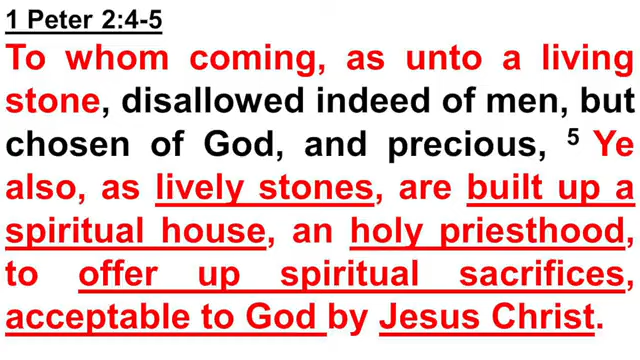 1 Peter 2:4-5
To whom coming, as unto a living
stone, disallowed indeed of men, but
chosen of God, and precious, 5 Ye
also, as lively stones, are built up a
spiritual house, an holy priesthood,
to offer up spiritual sacrifices,
acceptable to God by Jesus Christ.